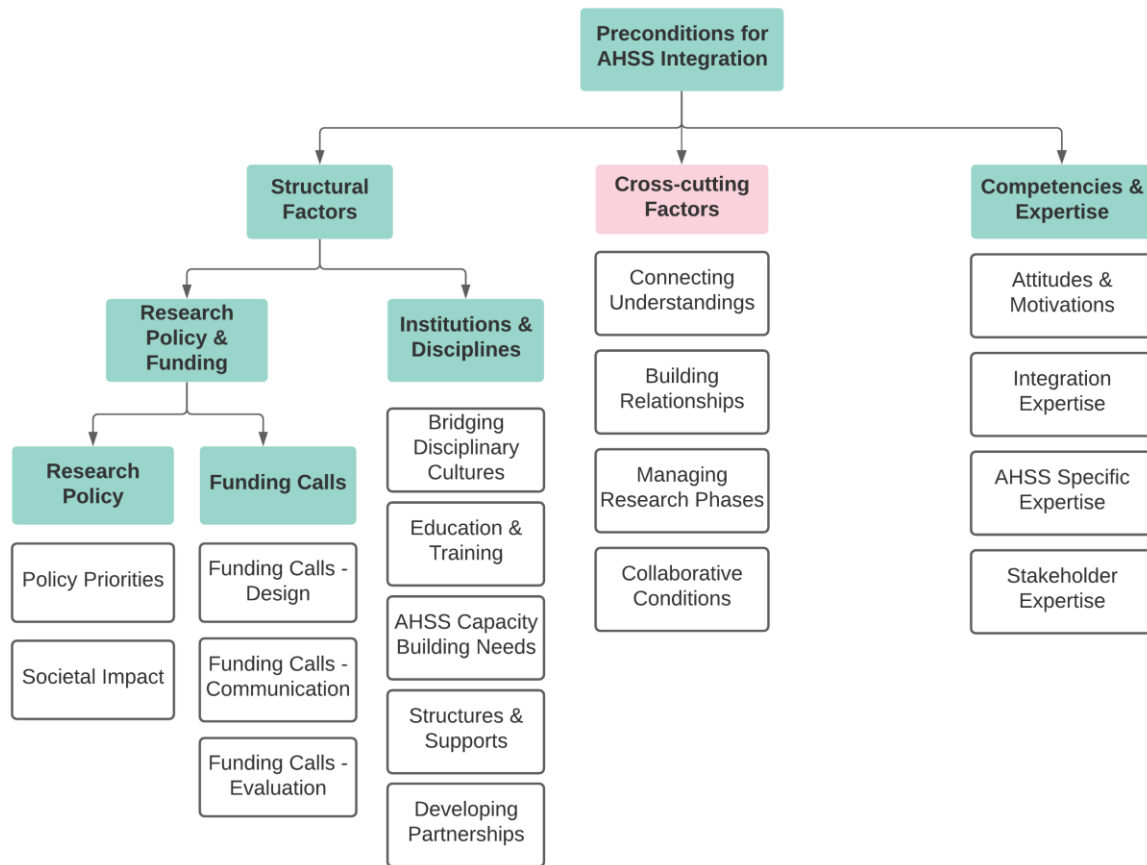 Preconditions for
AHSS Integration
Structural
Factors
Cross-cutting
Factors
Competencies &
Expertise
Research
Policy &
Funding
Institutions &
Disciplines
Research
Policy
Funding Calls
Policy Priorities
Societal Impact
Funding Calls -
Design
Funding Calls -
Communication
Funding Calls -
Evaluation
Bridging
Disciplinary
Cultures
Education &
Training
AHSS Capacity
Building Needs
Structures &
Supports
Developing
Partnerships
Connecting
Understandings
Building
Relationships
Managing
Research Phases
Collaborative
Conditions
Attitudes &
Motivations
Integration
Expertise
AHSS Specific
Expertise
Stakeholder
Expertise